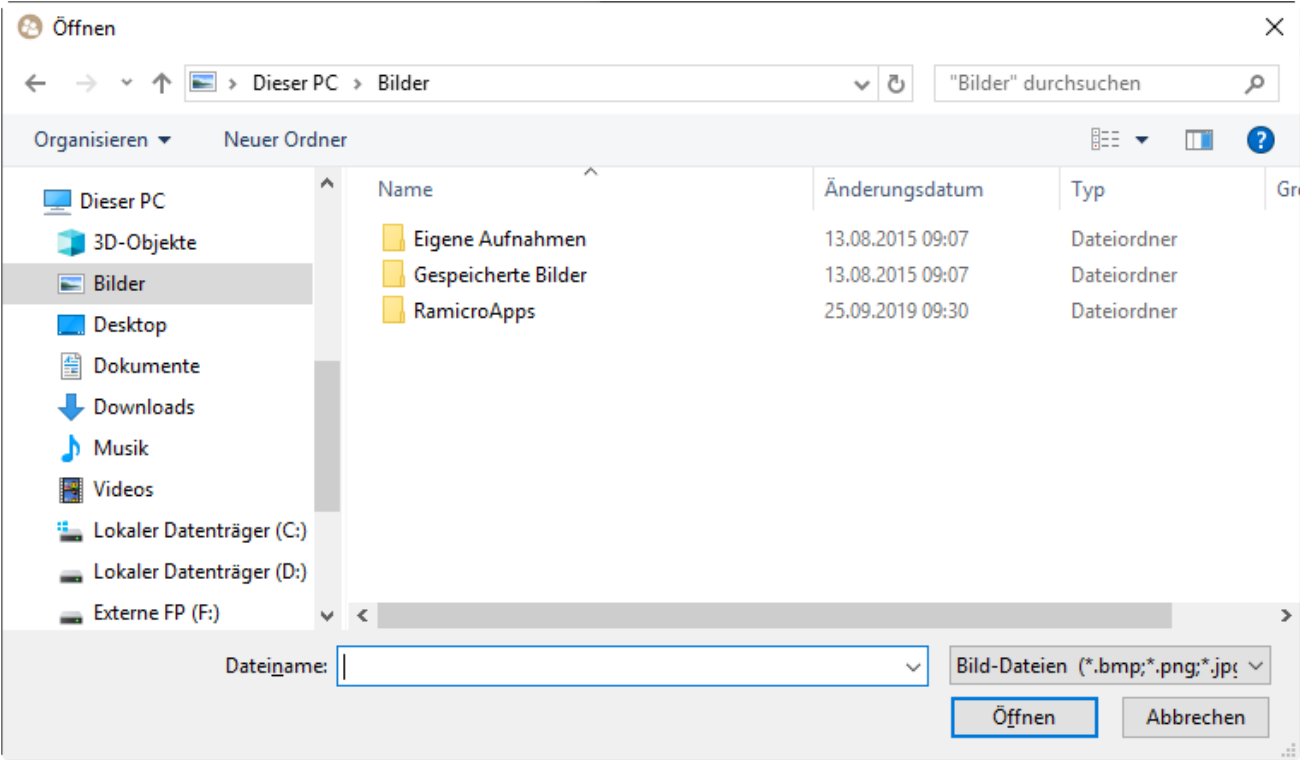 Öffnen
Dieser PC > Bilder
"Bilder" durchsuchen
Organisieren
Neuer Ordner
?
Name
Änderungsdatum
Typ
Dieser PC
3D-Objekte
Bilder
Desktop
Dokumente
Downloads
Musik
Videos
Lokaler Datenträger (C:)
Lokaler Datenträger (D:)
Externe FP (F:)
Eigene Aufnahmen 13.08.2015 09:07 Dateiordner
Gespeicherte Bilder 13.08.2015 09:07 Dateiordner
RamicroApps 25.09.2019 09:30 Dateiordner
Dateiname:
Bild-Dateien (*.bmp;*.png;*.jpg
Öffnen
Abbrechen